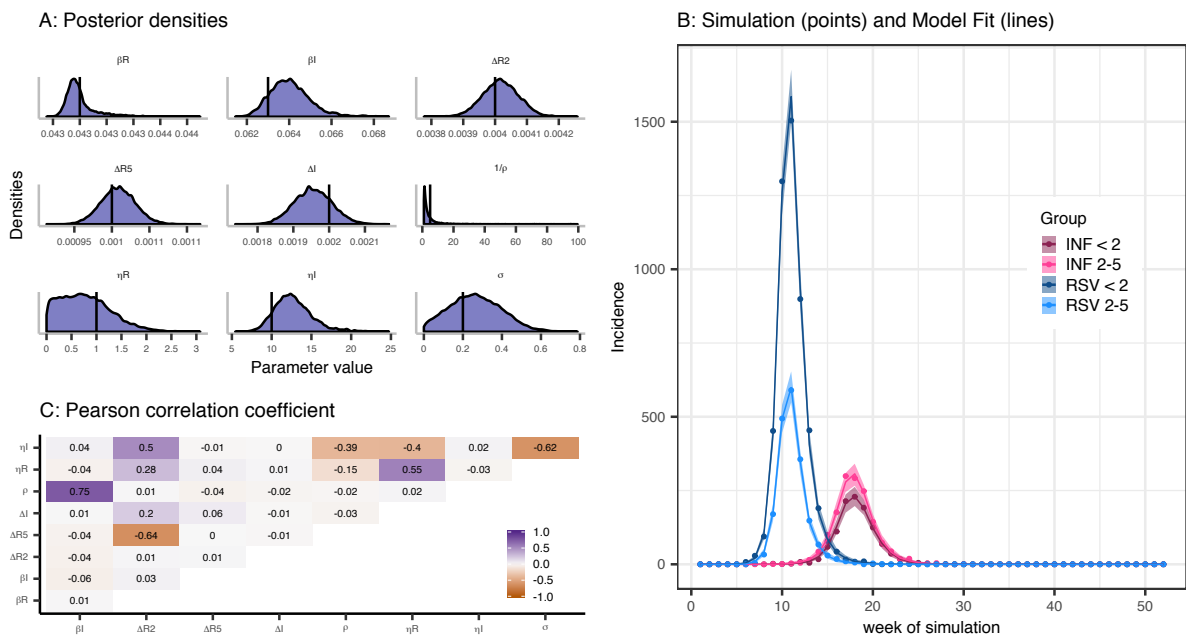 A: Posterior densities
βR
βI
ΔR2
0.043 0.043 0.043 0.043 0.044 0.044
0.062 0.064 0.066 0.068
0.0038 0.0039 0.004 0.0041 0.0042
ΔR5
ΔI
1/ρ
0.00095 0.001 0.0011 0.0011
0.0018 0.0019 0.002 0.0021
0 20 40 60 80 100
ηR
ηI
σ
0 0.5 1 1.5 2 2.5 3
5 10 15 20 25
0 0.2 0.4 0.6 0.8
Densities
Parameter value
C: Pearson correlation coefficient
ηI 0.04 0.5 -0.01 0 -0.39 -0.4 0.02 -0.62
ηR -0.04 0.28 0.04 0.01 -0.15 0.55 -0.03
ρ 0.75 0.01 -0.04 -0.02 -0.02 0.02
ΔI 0.01 0.2 0.06 -0.01 -0.03
ΔR5 -0.04 -0.64 0 -0.01
ΔR2 -0.04 0.01 0.01
βI -0.06 0.03
βR 0.01
βI ΔR2 ΔR5 ΔI ρ ηR ηI σ
1.0
0.5
0.0
-0.5
-1.0
B: Simulation (points) and Model Fit (lines)
Incidence
1500
1000
500
0
0 10 20 30 40 50
week of simulation
Group
INF < 2
INF 2-5
RSV < 2
RSV 2-5